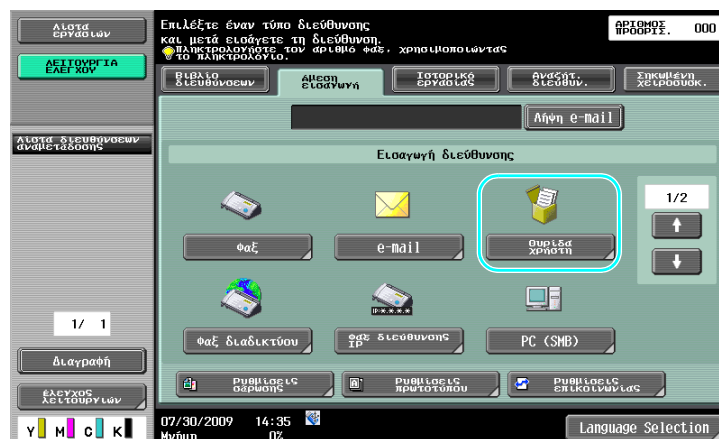 Λίστα
εργασιών
ΛΕΙΤΟΥΡΓΙΑ
ΕΛΕΓΧΟΥ
Λίστα διευθύνσεων
αναμετάδοσης
1/ 1
Διαγραφή
έλεγχος
λειτουργιών
Y M C K
Επιλέξτε έναν τύπο διεύθυνσης
και μετά εισάγετε τη διεύθυνση.
Πληκτρολογήστε τον αριθμό φαξ, χρησιμοποιώντας
το πληκτρολόγιο.
ΑΡΙΘΜΟΣ
ΠΡΟΟΡΙΣ. 000
Βιβλίο
διευθύνσεων
Άμεση
εισαγωγή
Ιστορικό
εργασίας
Αναζήτ.
διευθύν.
Σηκωμένη
χειροσυσκ.
Λήψη e-mail
Εισαγωγή διεύθυνσης
Φαξ
e-mail
Θυρίδα
χρήστη
1/2
Φαξ διαδικτύου
IP:*.*.*.*
Φαξ διεύθυνσης
IP
PC (SMB)
Ρυθμίσεις
σάρωσης
Ρυθμίσεις
πρωτοτύπου
Ρυθμίσεις
επικοινωνίας
07/30/2009 14:35
Μνήμη 0%
Language Selection